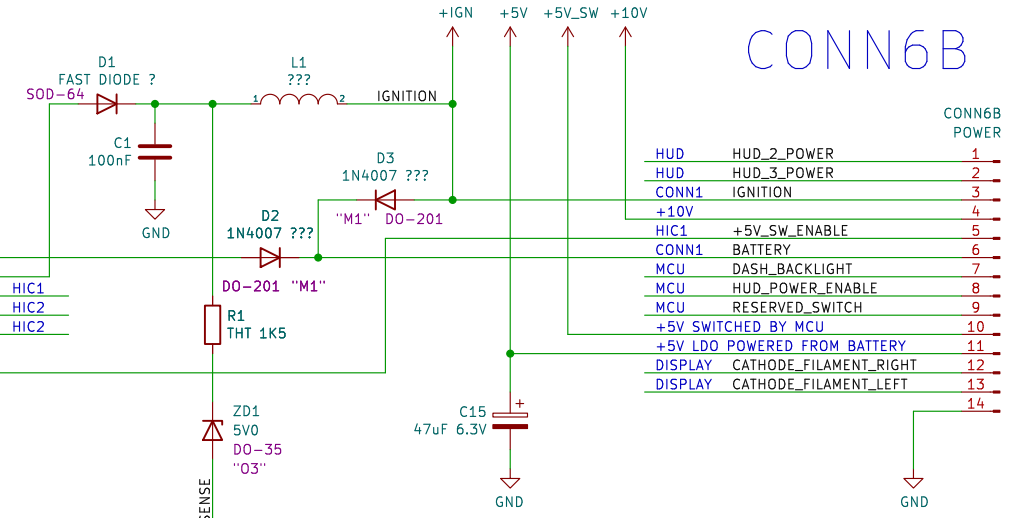 +IGN +5V +5V_SW +10V
CONN6B
D1
FAST DIODE ?
SOD-64
L1
???
1 2
IGNITION
C1
100nF
GND
D3
1N4007 ???
"M1" DO-201
D2
1N4007 ???
DO-201 "M1"
HIC1
HIC2
HIC2
R1
THT 1K5
ZD1
5V0
DO-35
"O3"
SENSE
C15
47uF 6.3V
+
GND
CONN6B
POWER
HUD HUD_2_POWER 1
HUD HUD_3_POWER 2
CONN1 IGNITION 3
+10V 4
HIC1 +5V_SW_ENABLE 5
CONN1 BATTERY 6
MCU DASH_BACKLIGHT 7
MCU HUD_POWER_ENABLE 8
MCU RESERVED_SWITCH 9
+5V SWITCHED BY MCU 10
+5V LDO POWERED FROM BATTERY 11
DISPLAY CATHODE_FILAMENT_RIGHT 12
DISPLAY CATHODE_FILAMENT_LEFT 13
14
GND